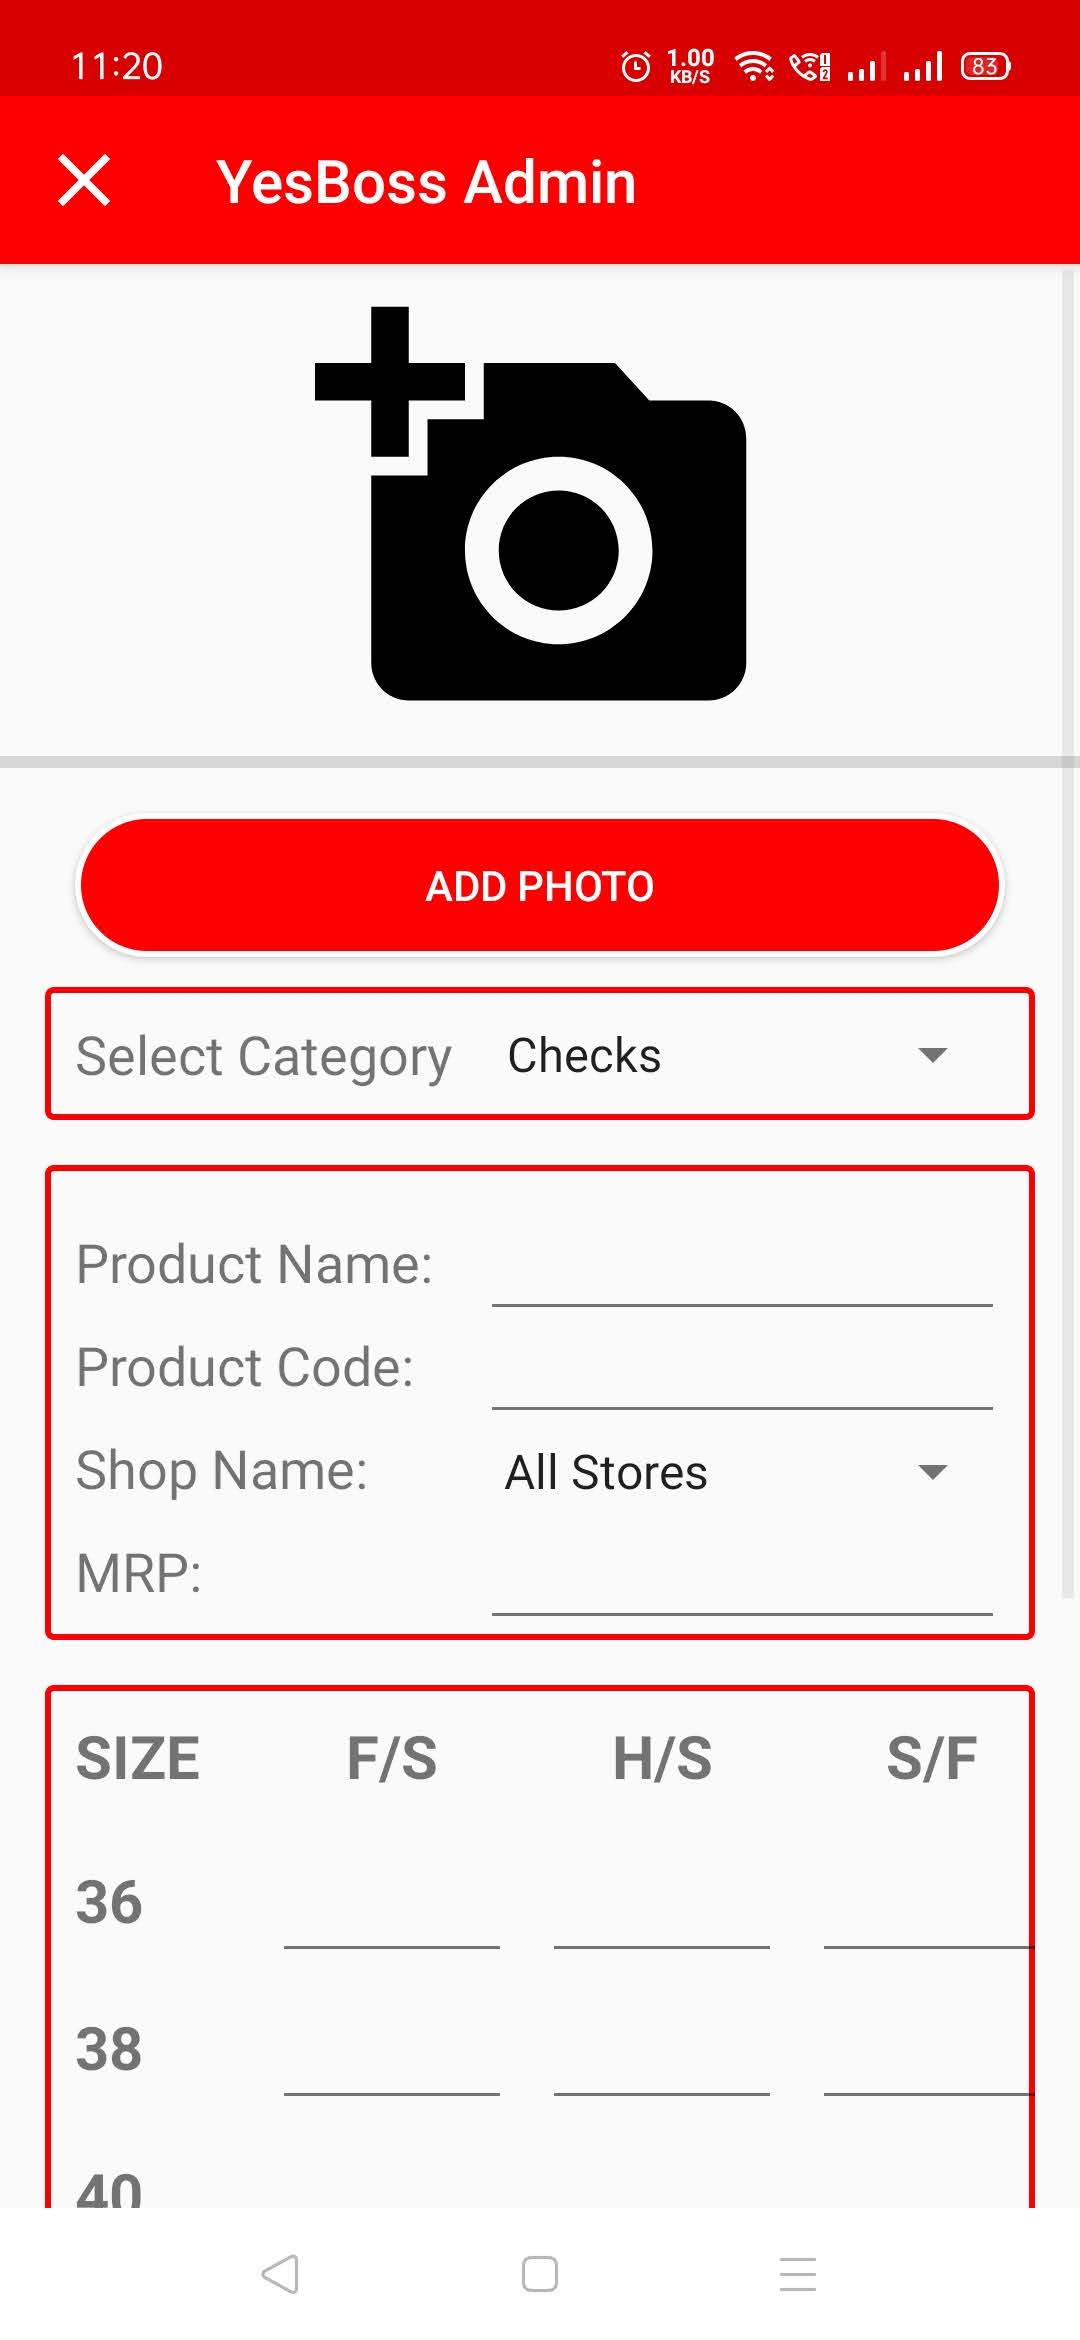 11:20 1.00 KB/S 83
YesBoss Admin
ADD PHOTO
Select Category Checks
Product Name:
Product Code:
Shop Name: All Stores
MRP:
SIZE F/S H/S S/F
36
38
40